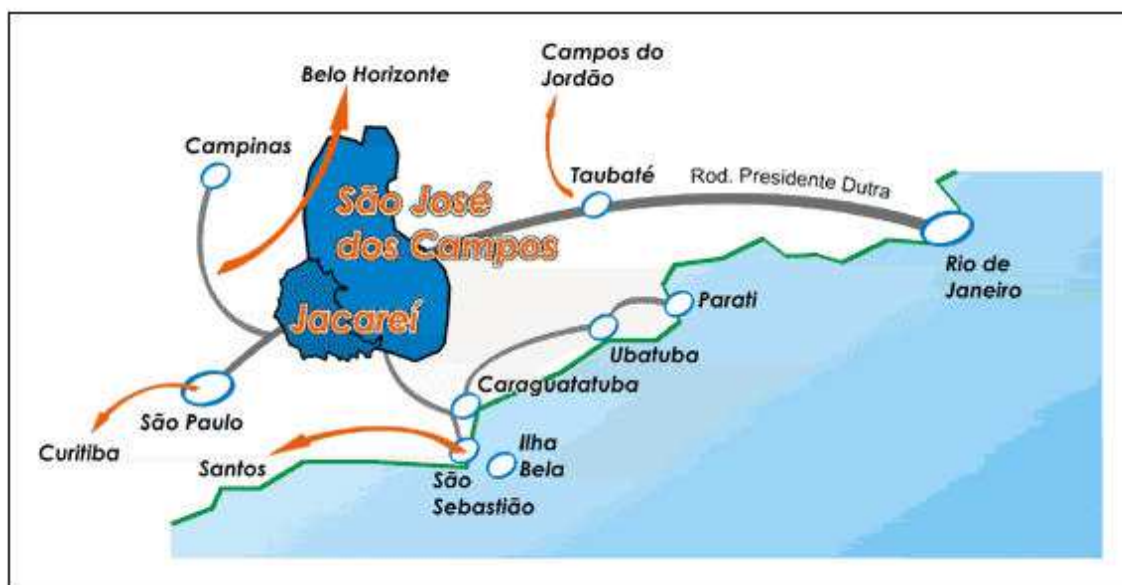 Campos do
Jordão
Belo Horizonte
Campinas
Taubaté
Rod. Presidente Dutra
São José
dos Campos
Rio de
Janeiro
Parati
Jacareí
Ubatuba
Caraguatatuba
São Paulo
Curitiba
Ilha
Bela
Santos
São
Sebastião